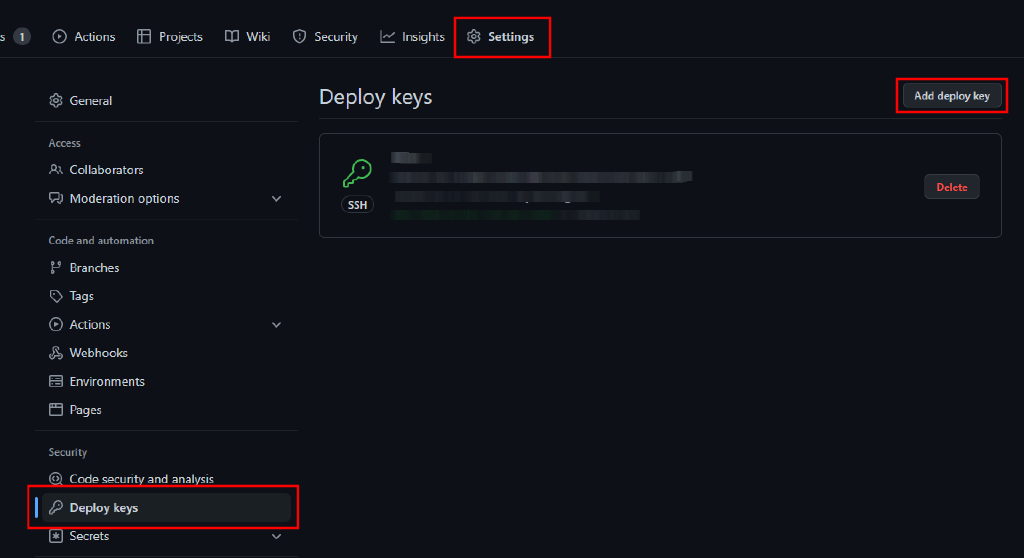 s 1 Actions Projects Wiki Security Insights Settings
General
Access
Collaborators
Moderation options
Code and automation
Branches
Tags
Actions
Webhooks
Environments
Pages
Security
Code security and analysis
Deploy keys
Secrets
Deploy keys
Add deploy key
SSH
Delete